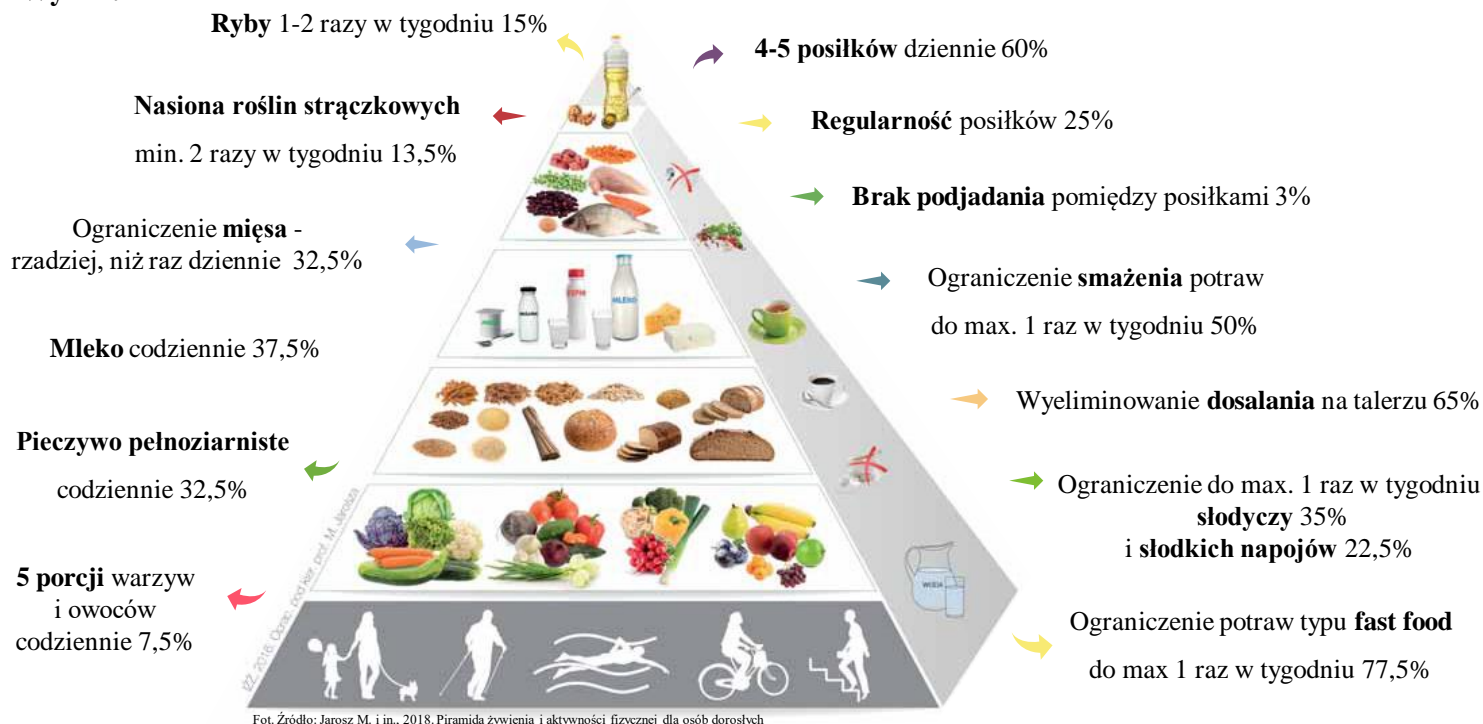 Ryby 1-2 razy w tygodniu 15%
Nasiona roślin strączkowych
min. 2 razy w tygodniu 13,5%
Ograniczenie mięsa -
rzadziej, niż raz dziennie 32,5%
Mleko codziennie 37,5%
Pieczywo pełnoziarniste
codziennie 32,5%
5 porcji warzyw
i owoców
codziennie 7,5%
4-5 posiłków dziennie 60%
Regularność posiłków 25%
Brak podjadania pomiędzy posiłkami 3%
Ograniczenie smażenia potraw
do max. 1 raz w tygodniu 50%
Wyeliminowanie dosalania na talerzu 65%
Ograniczenie do max. 1 raz w tygodniu
słodyczy 35%
i słodkich napojów 22,5%
Ograniczenie potraw typu fast food
do max 1 raz w tygodniu 77,5%
MLEKO
WODA
Fot. Źródło: Jarosz M. i in., 2018. Piramida żywienia i aktywności fizycznej dla osób dorosłych